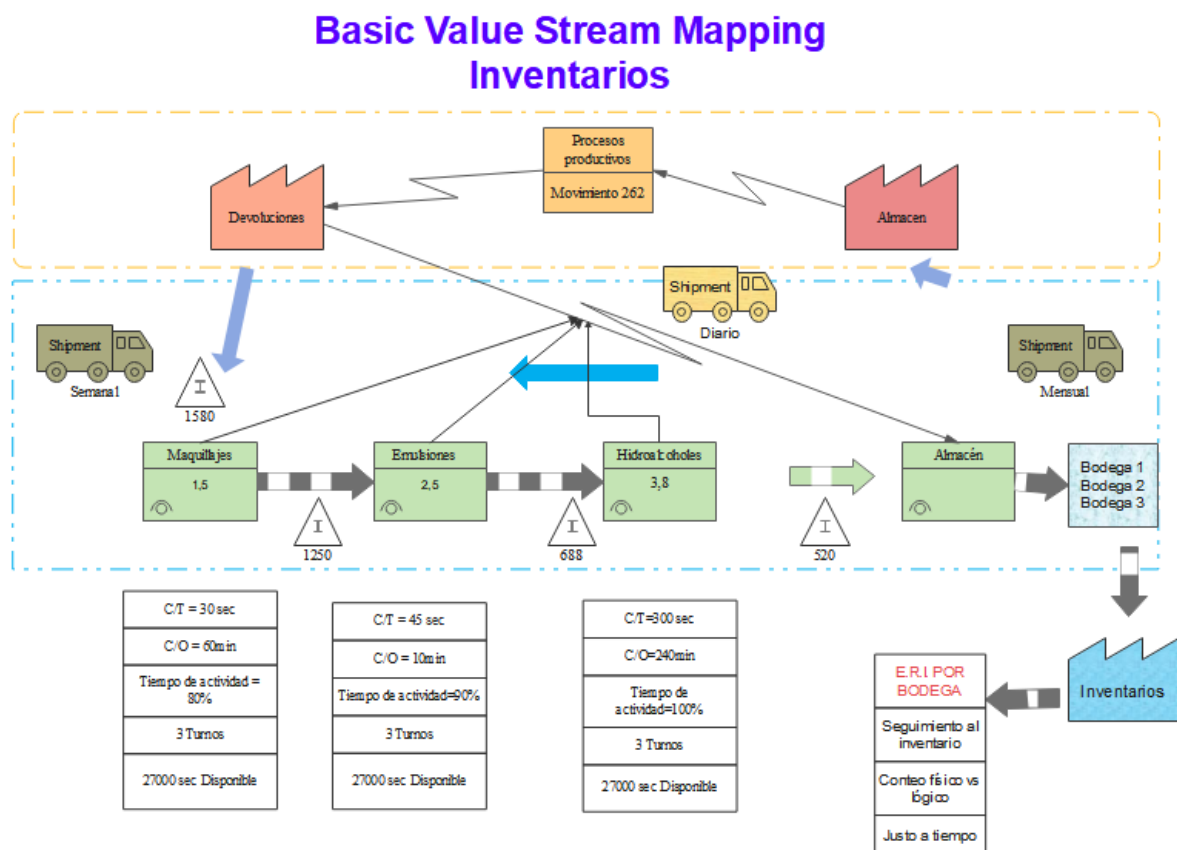 Basic Value Stream Mapping
Inventarios
Procesos
productivos
Movimiento 262
Devoluciones
Almacen
Shipment
Diario
Shipment
Semanal
Shipment
Mensual
I
1580
Maquillajes
1,5
Emulsiones
2,5
Hidroalcoholes
3,8
Almacén
Bodega 1
Bodega 2
Bodega 3
I
1250
I
688
I
520
C/T = 30 sec
C/O = 60min
Tiempo de actividad =
80%
3 Turnos
27000 sec Disponible
C/T = 45 sec
C/O = 10min
Tiempo de actividad=90%
3 Turnos
27000 sec Disponible
C/T=300 sec
C/O=240min
Tiempo de
actividad=100%
3 Turnos
27000 sec Disponible
Inventarios
E.R.I POR
BODEGA
Seguimiento al
inventario
Conteo físico vs
lógico
Justo a tiempo